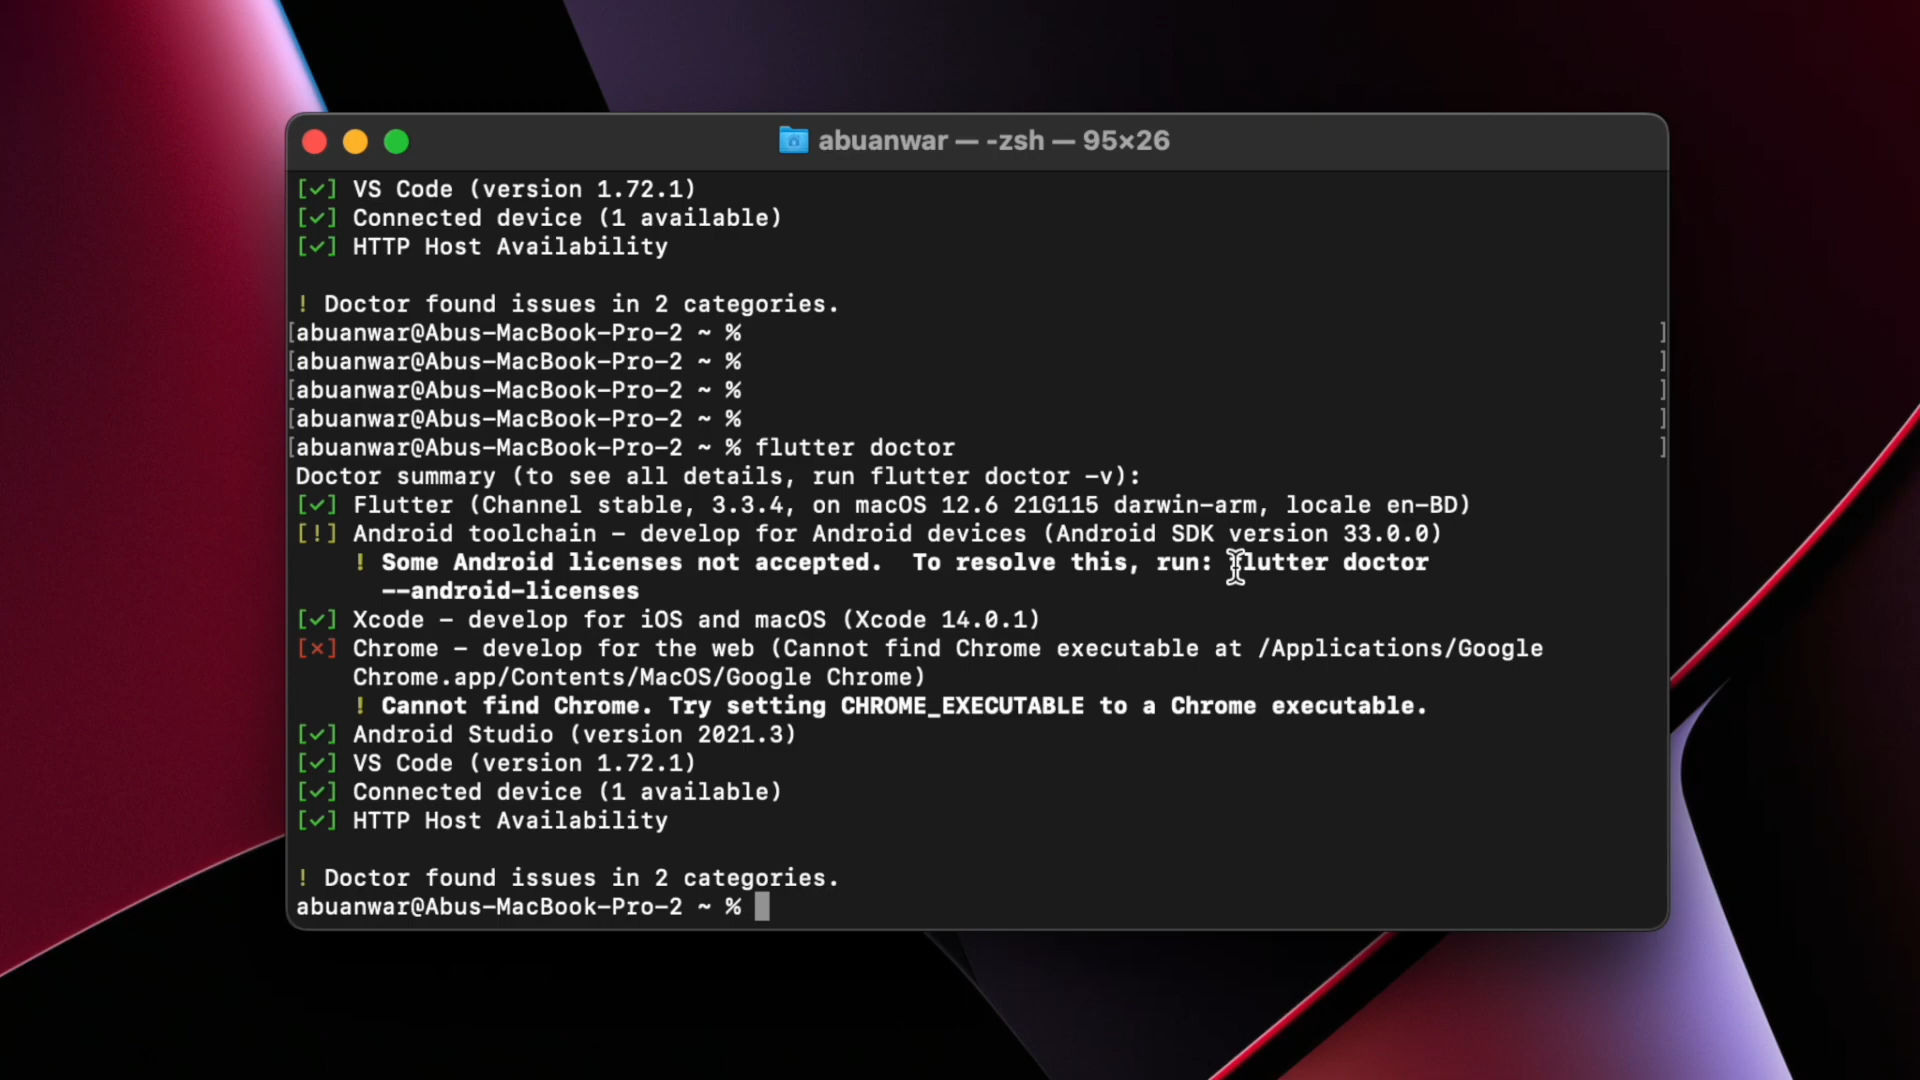 abuanwar — -zsh — 95×26
[✓] VS Code (version 1.72.1)
[✓] Connected device (1 available)
[✓] HTTP Host Availability
! Doctor found issues in 2 categories.
[abuanwar@Abus-MacBook-Pro-2 ~ % ]
[abuanwar@Abus-MacBook-Pro-2 ~ % ]
[abuanwar@Abus-MacBook-Pro-2 ~ % ]
[abuanwar@Abus-MacBook-Pro-2 ~ % ]
[abuanwar@Abus-MacBook-Pro-2 ~ % flutter doctor ]
Doctor summary (to see all details, run flutter doctor -v):
[✓] Flutter (Channel stable, 3.3.4, on macOS 12.6 21G115 darwin-arm, locale en-BD)
[!] Android toolchain - develop for Android devices (Android SDK version 33.0.0)
! Some Android licenses not accepted.  To resolve this, run: flutter doctor
--android-licenses
[✓] Xcode - develop for iOS and macOS (Xcode 14.0.1)
[✗] Chrome - develop for the web (Cannot find Chrome executable at /Applications/Google
Chrome.app/Contents/MacOS/Google Chrome)
! Cannot find Chrome. Try setting CHROME_EXECUTABLE to a Chrome executable.
[✓] Android Studio (version 2021.3)
[✓] VS Code (version 1.72.1)
[✓] Connected device (1 available)
[✓] HTTP Host Availability
! Doctor found issues in 2 categories.
abuanwar@Abus-MacBook-Pro-2 ~ %